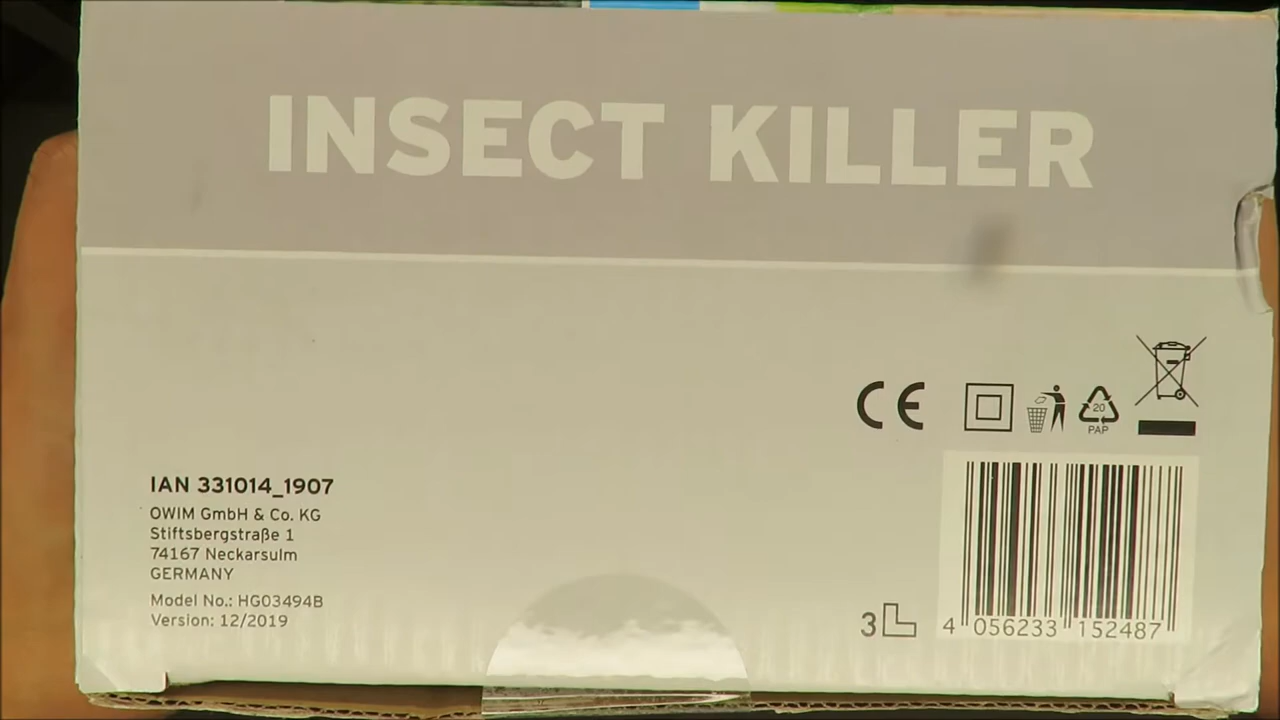 INSECT KILLER
CE
20
PAP
IAN 331014_1907
OWIM GmbH & Co. KG
Stiftsbergstraße 1
74167 Neckarsulm
GERMANY
Model No.: HG03494B
Version: 12/2019
3
4 056233 152487